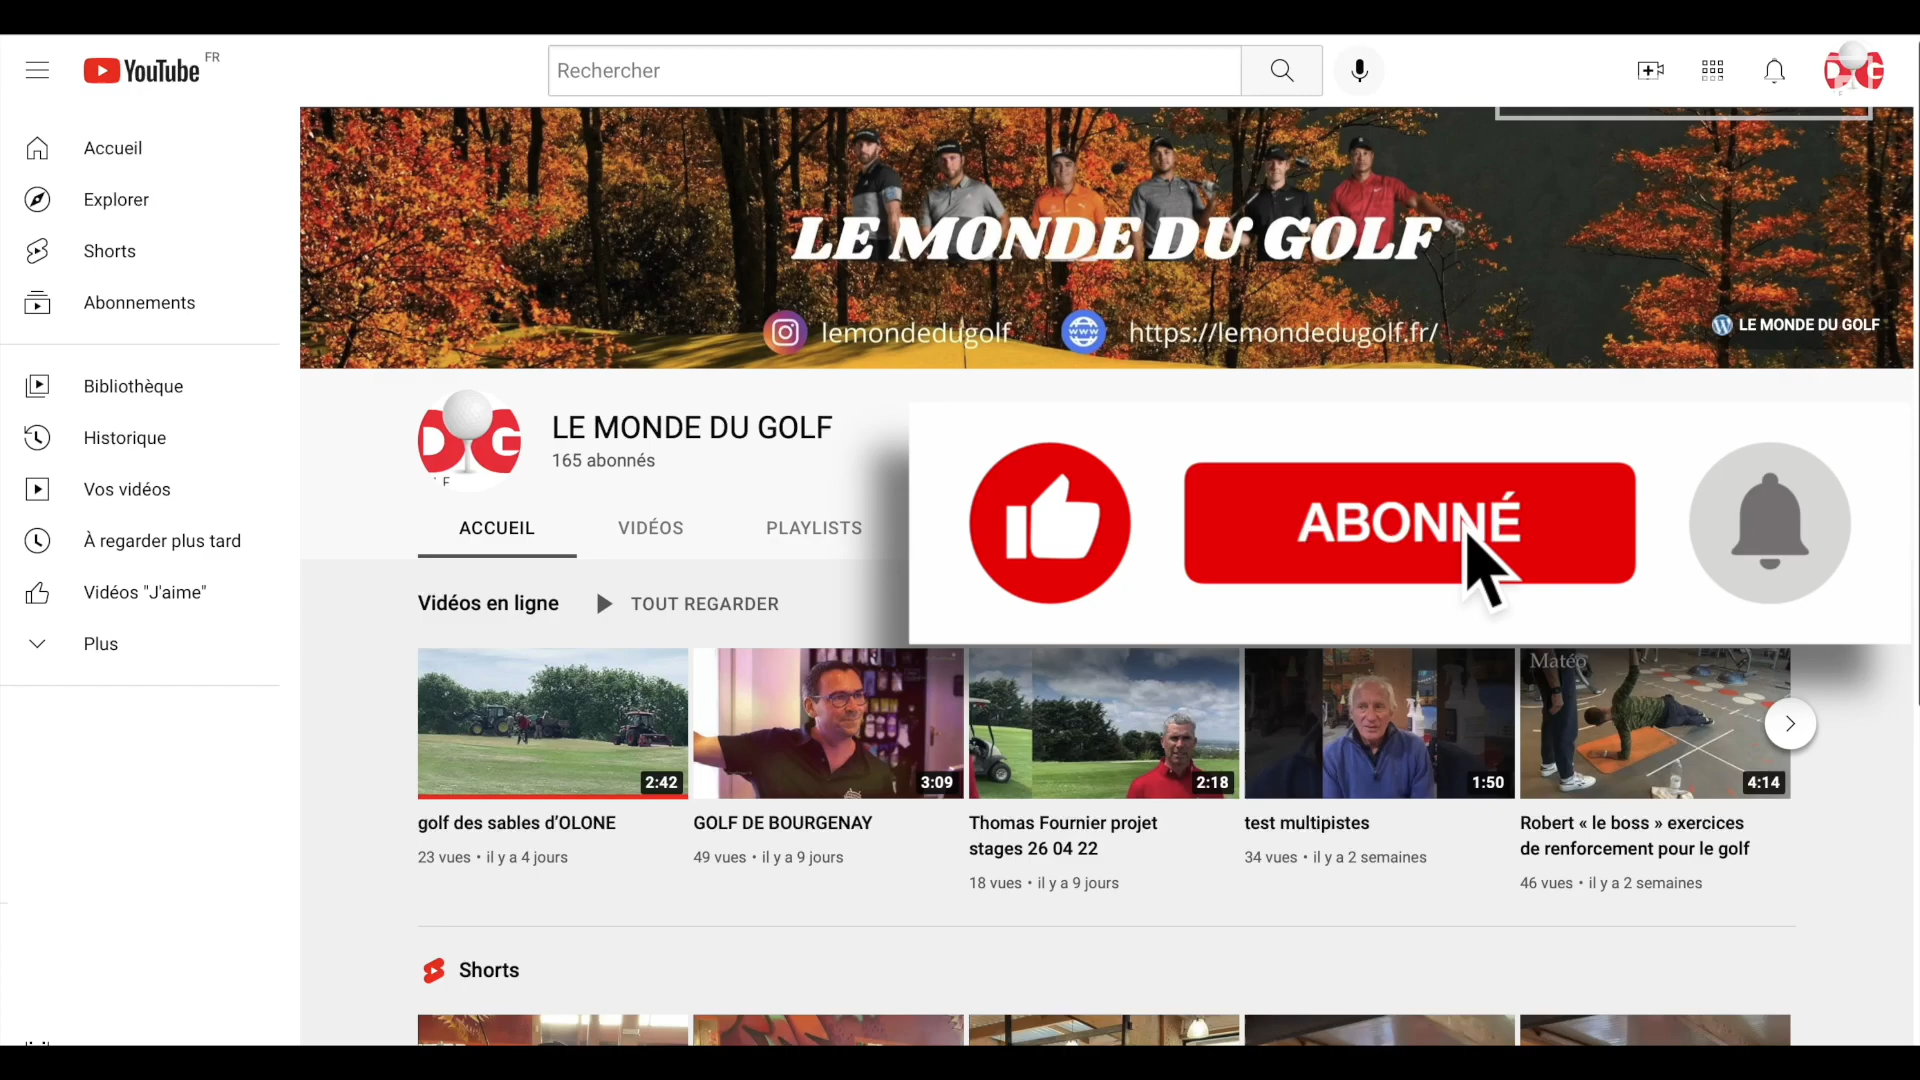 YouTube FR
Rechercher
Accueil
Explorer
Shorts
Abonnements
Bibliothèque
Historique
Vos vidéos
À regarder plus tard
Vidéos "J'aime"
Plus
LE MONDE DU GOLF
lemondedugolf
https://lemondedugolf.fr/
LE MONDE DU GOLF
DG
LE MONDE DU GOLF
165 abonnés
ACCUEIL VIDÉOS PLAYLISTS
ABONNÉ
Vidéos en ligne TOUT REGARDER
2:42
3:09
2:18
1:50
Matéo
4:14
golf des sables d’OLONE
23 vues • il y a 4 jours
GOLF DE BOURGENAY
49 vues • il y a 9 jours
Thomas Fournier projet
stages 26 04 22
18 vues • il y a 9 jours
test multipistes
34 vues • il y a 2 semaines
Robert « le boss » exercices
de renforcement pour le golf
46 vues • il y a 2 semaines
Shorts